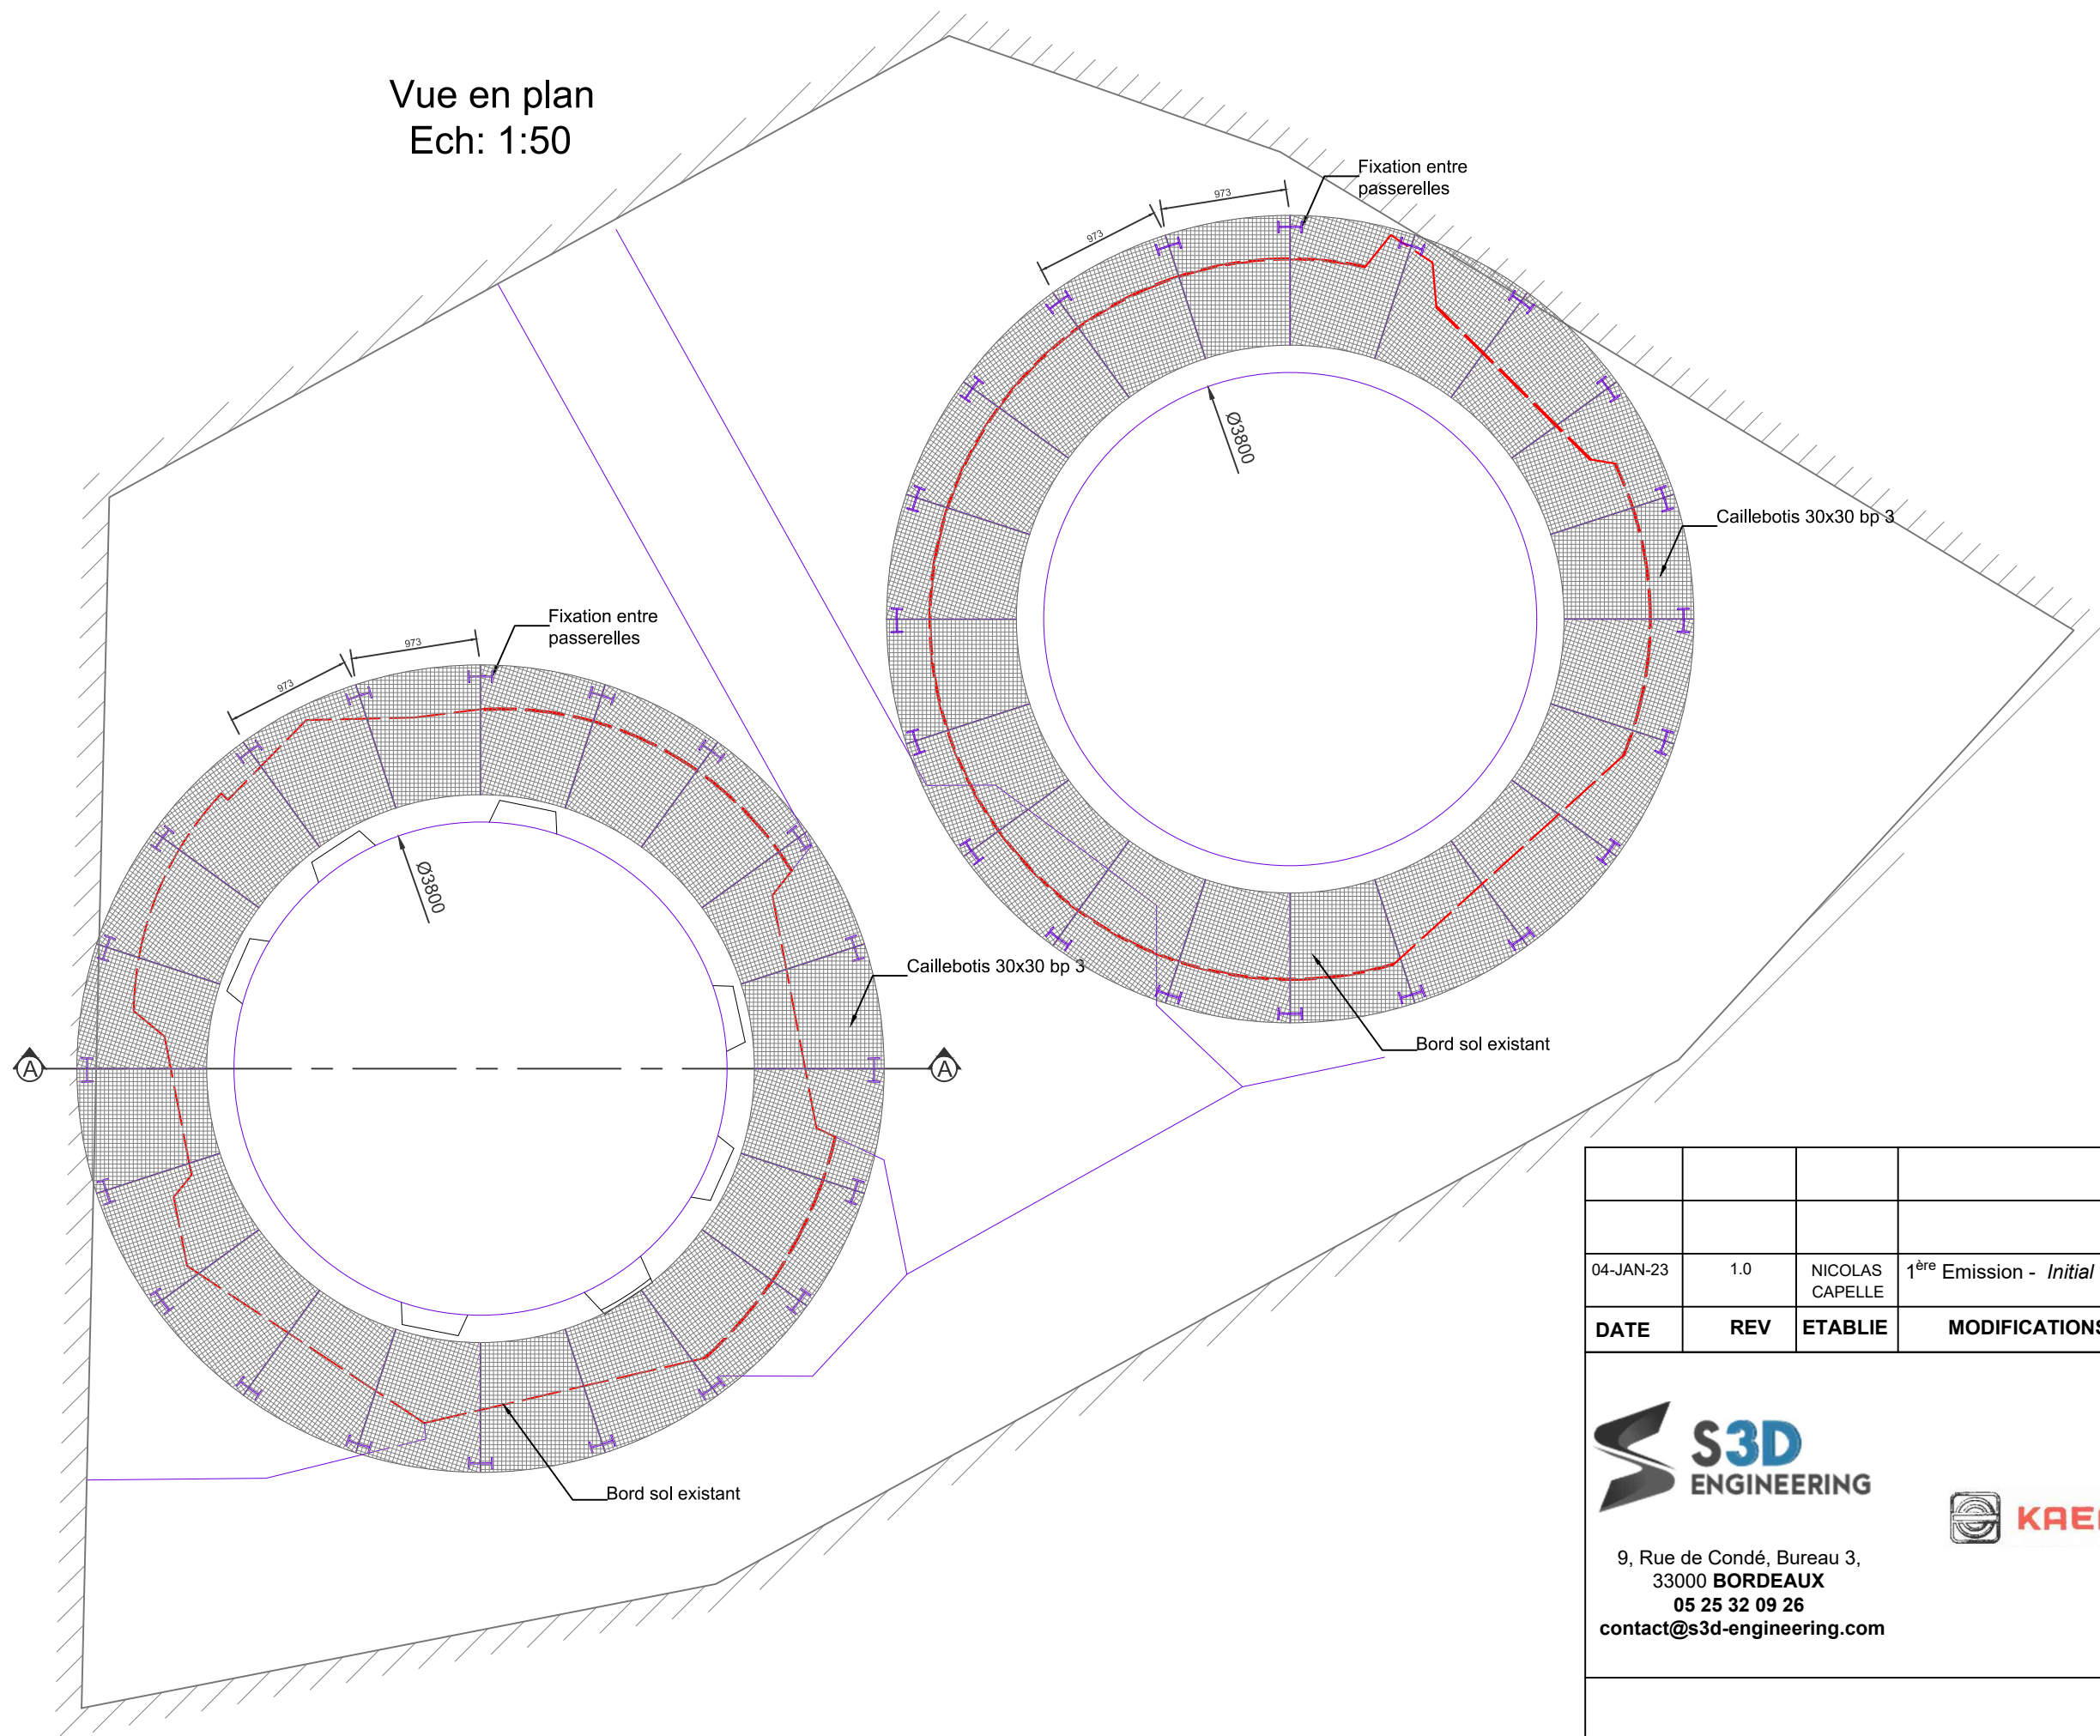 Vue en plan
Ech: 1:50
Fixation entre
passerelles
973
973
Ø3800
Caillebotis 30x30 bp 3
Bord sol existant
Fixation entre
passerelles
973
973
Ø3800
Caillebotis 30x30 bp 3
A
A
Bord sol existant
04-JAN-23 1.0 NICOLAS CAPELLE 1ère Emission - Initial
DATE REV ETABLIE MODIFICATIONS
S3D
ENGINEERING
9, Rue de Condé, Bureau 3,
33000 BORDEAUX
05 25 32 09 26
contact@s3d-engineering.com